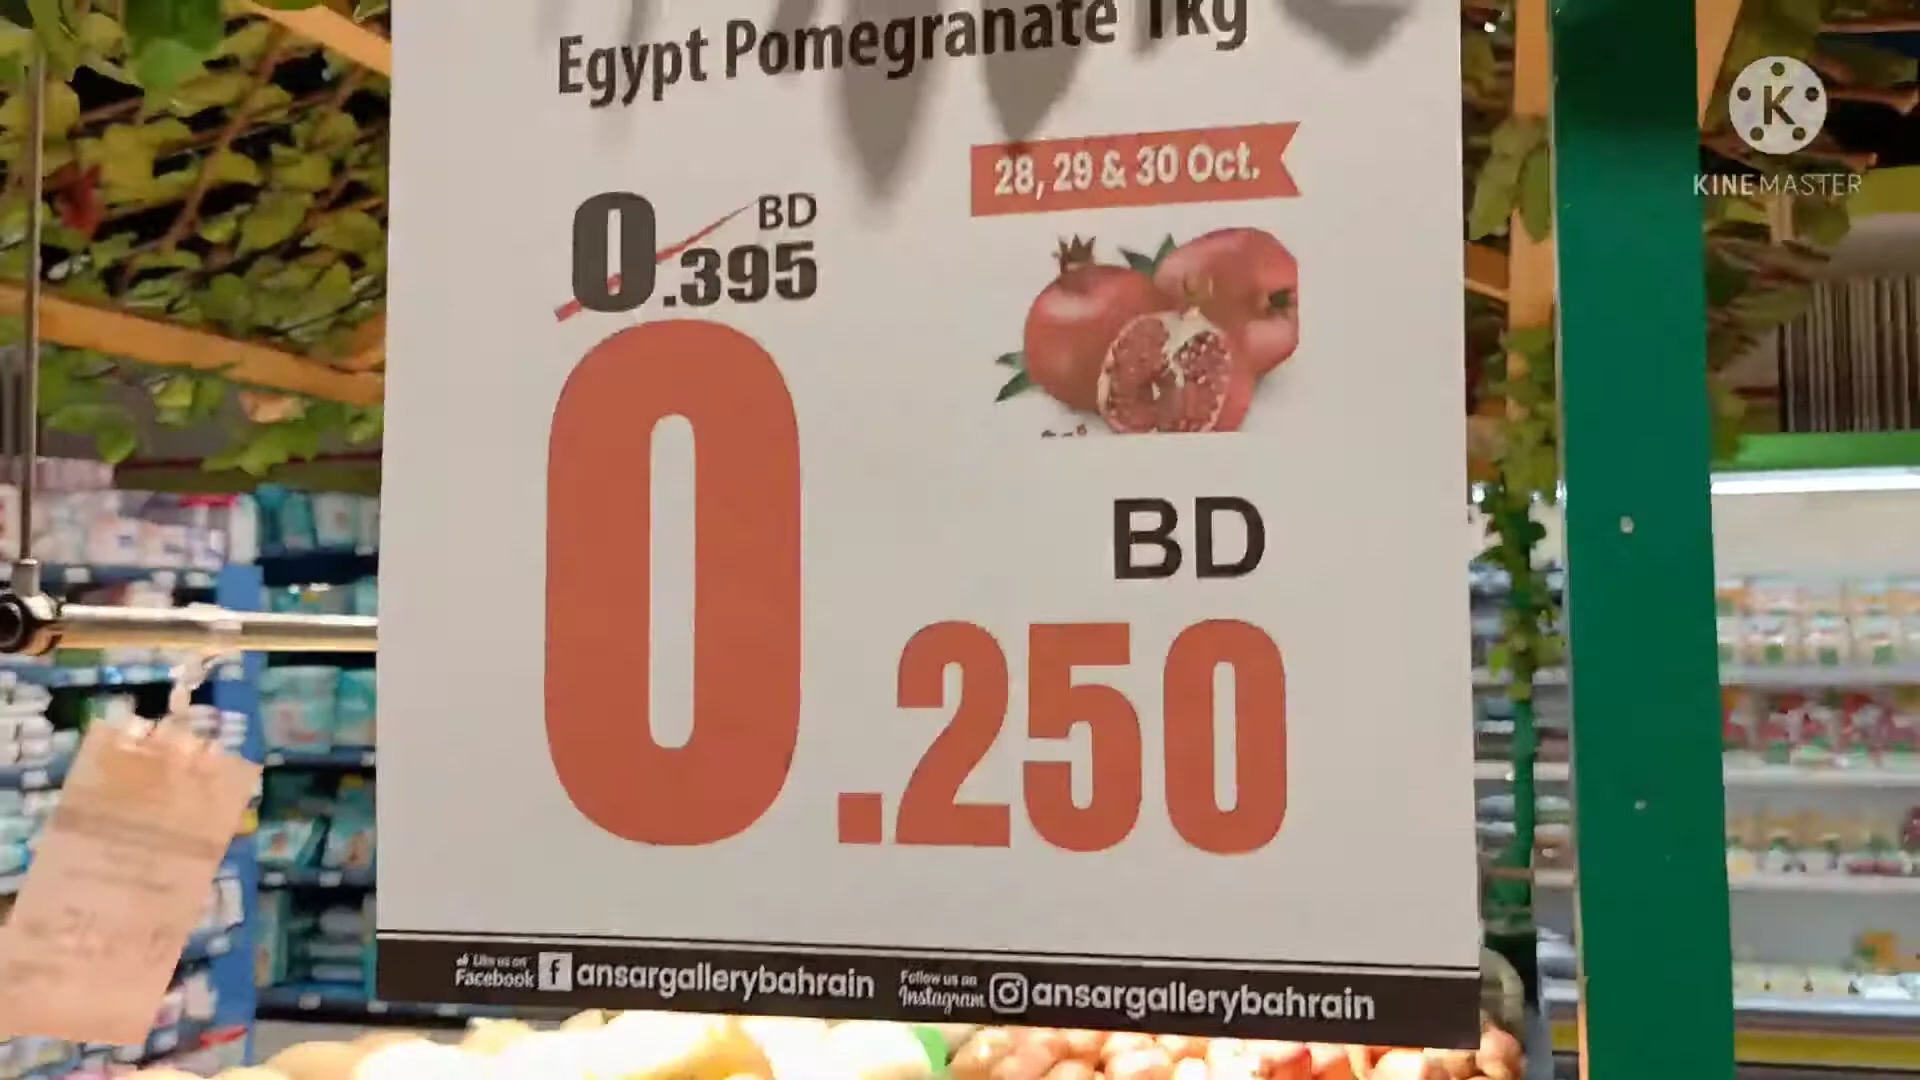 Egypt Pomegranate 1kg
28, 29 & 30 Oct.
BD
0.395
BD
0.250
Like us on
Facebook f ansargallerybahrain
Follow us on
Instagram ansargallerybahrain
K
KINEMASTER